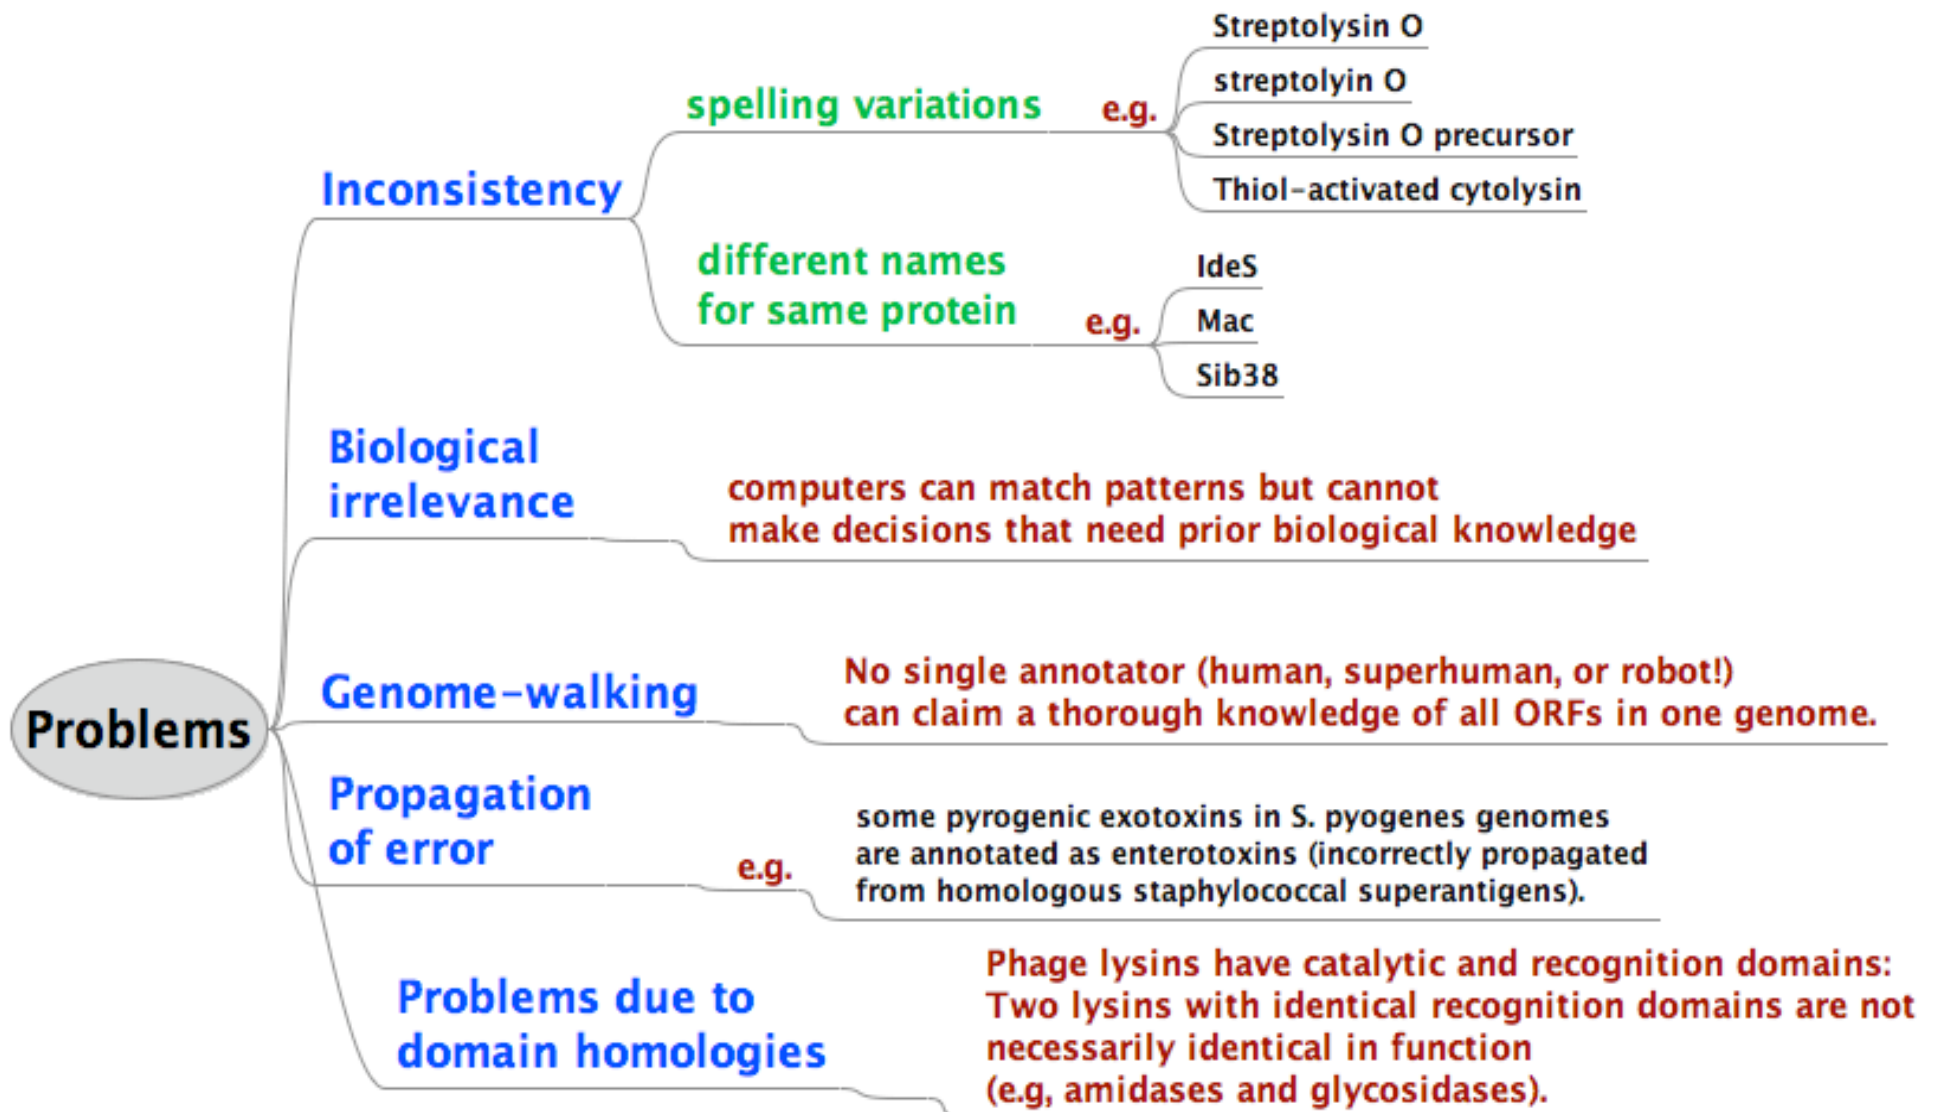 Problems
Inconsistency
spelling variations
e.g.
Streptolysin O
streptolyin O
Streptolysin O precursor
Thiol-activated cytolysin
different names
for same protein
e.g.
IdeS
Mac
Sib38
Biological
irrelevance
computers can match patterns but cannot
make decisions that need prior biological knowledge
Genome-walking
No single annotator (human, superhuman, or robot!)
can claim a thorough knowledge of all ORFs in one genome.
Propagation
of error
e.g.
some pyrogenic exotoxins in S. pyogenes genomes
are annotated as enterotoxins (incorrectly propagated
from homologous staphylococcal superantigens).
Problems due to
domain homologies
Phage lysins have catalytic and recognition domains:
Two lysins with identical recognition domains are not
necessarily identical in function
(e.g, amidases and glycosidases).